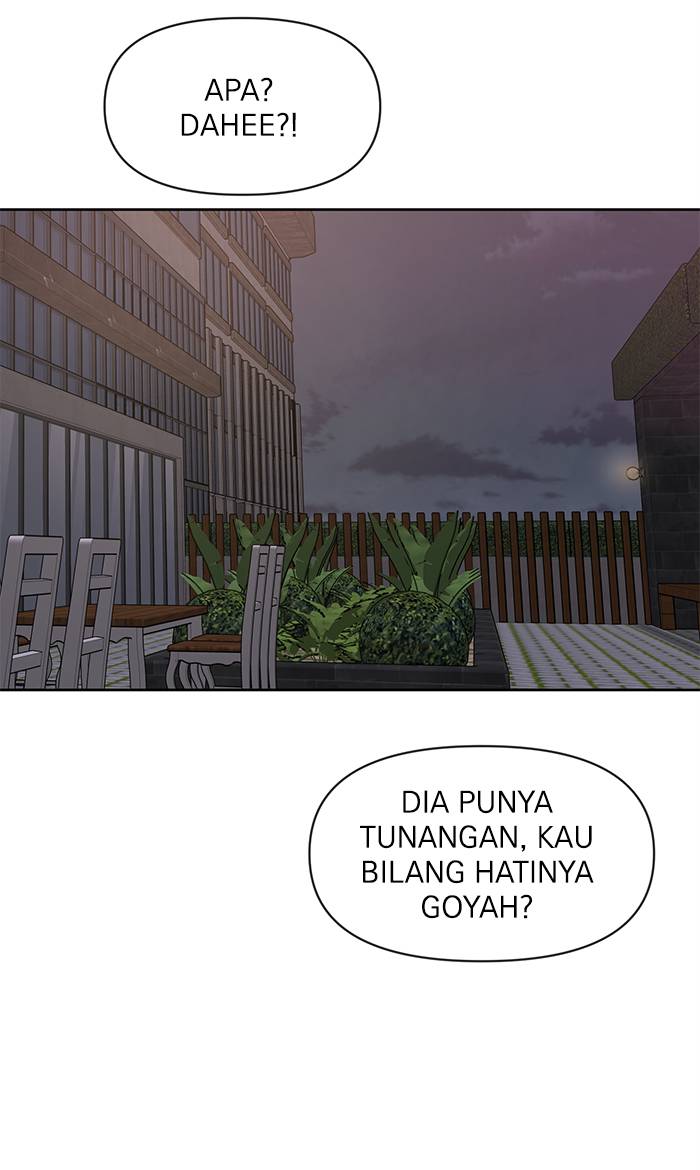 APA?
DAHEE?!
DIA PUNYA
TUNANGAN, KAU
BILANG HATINYA
GOYAH?